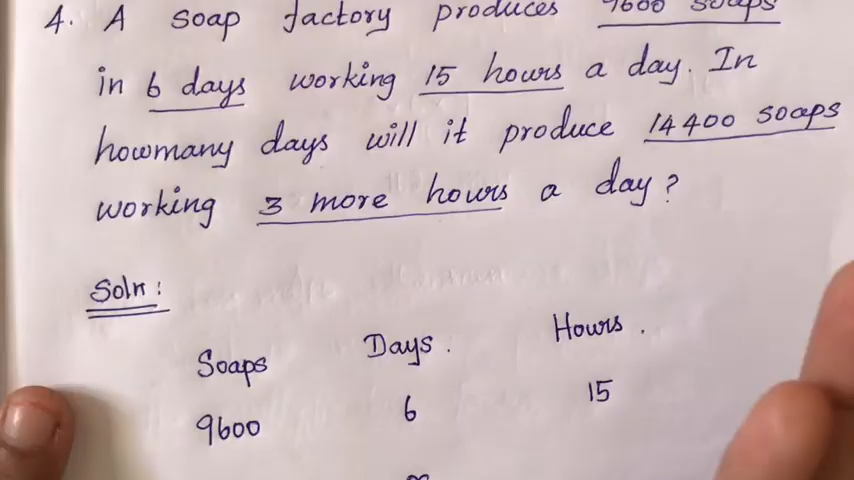 4. A soap factory produces 9600 soaps
in 6 days working 15 hours a day. In
howmany days will it produce 14400 soaps
working 3 more hours a day?
Soln:
Soaps Days. Hours.
9600 6 15